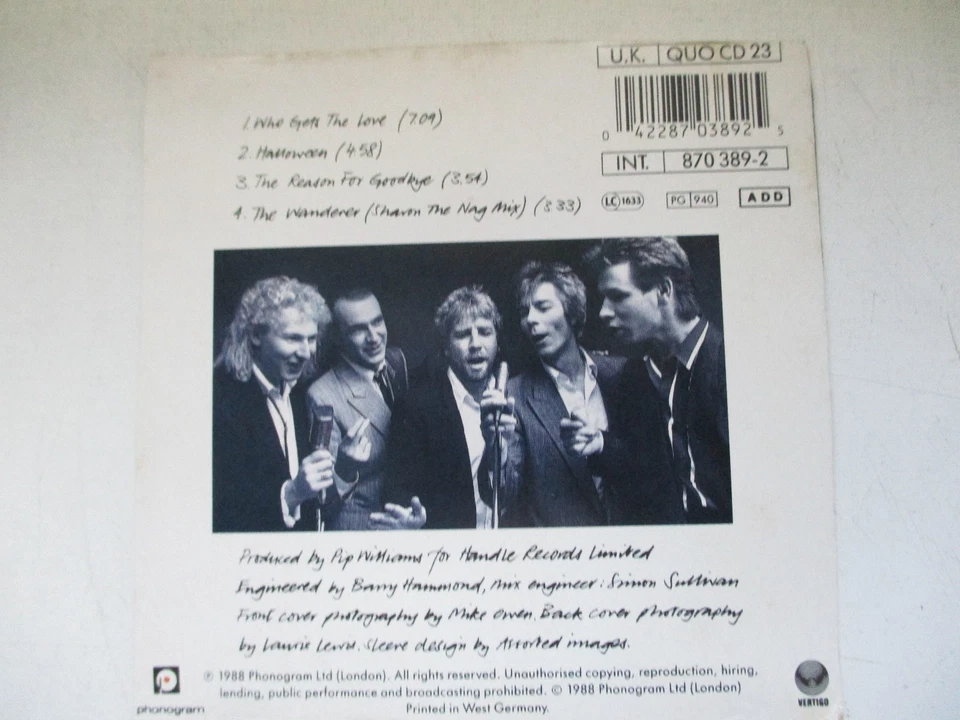 U.K. QUO CD 23
1. Who Gets The Love (7.09)
0 42287 03892 5
2. Halloween (4.58)
INT. 870 389-2
3. The Reason For Goodbye (3.54)
LC 1633 PG 940 ADD
4. The Wanderer (Sharon The Nag Mix) (3.33)
Produced by Pip Williams for Handle Records Limited
Engineered by Barry Hammond, Mix engineer: Simon Sullivan
Front cover photography by Mike Owen. Back cover photography
by Laurie Lewis. Sleeve design by Assorted images.
℗ 1988 Phonogram Ltd (London). All rights reserved. Unauthorised copying, reproduction, hiring,
lending, public performance and broadcasting prohibited. © 1988 Phonogram Ltd (London)
Printed in West Germany.
phonogram
VERTIGO